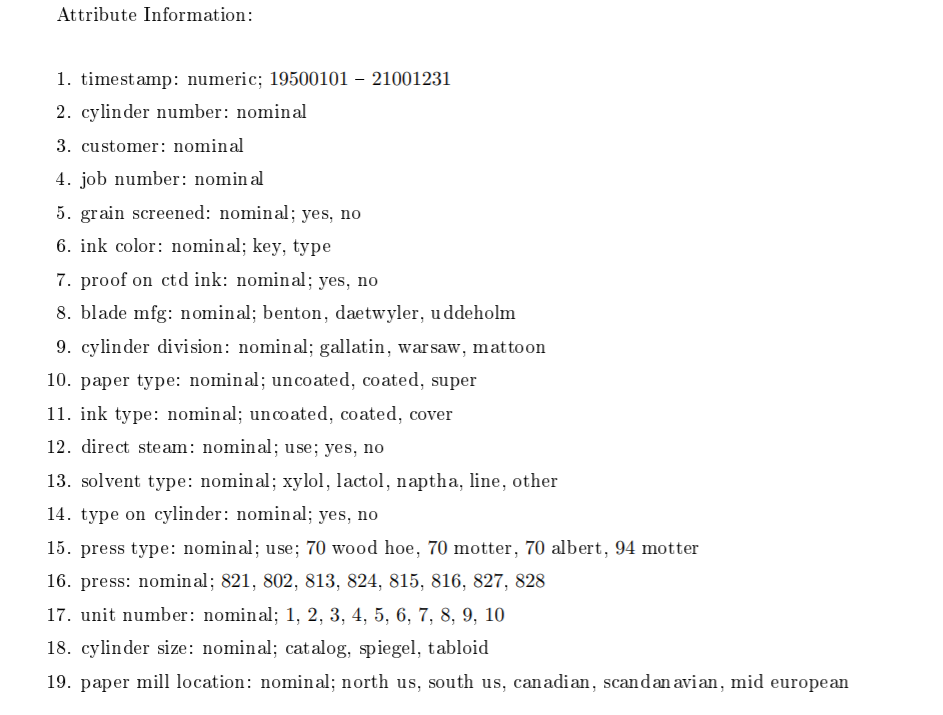 Attribute Information:
1. timestamp: numeric; 19500101 – 21001231
2. cylinder number: nominal
3. customer: nominal
4. job number: nominal
5. grain screened: nominal; yes, no
6. ink color: nominal; key, type
7. proof on ctd ink: nominal; yes, no
8. blade mfg: nominal; benton, daetwyler, uddeholm
9. cylinder division: nominal; gallatin, warsaw, mattoon
10. paper type: nominal; uncoated, coated, super
11. ink type: nominal; uncoated, coated, cover
12. direct steam: nominal; use; yes, no
13. solvent type: nominal; xylol, lactol, naptha, line, other
14. type on cylinder: nominal; yes, no
15. press type: nominal; use; 70 wood hoe, 70 motter, 70 albert, 94 motter
16. press: nominal; 821, 802, 813, 824, 815, 816, 827, 828
17. unit number: nominal; 1, 2, 3, 4, 5, 6, 7, 8, 9, 10
18. cylinder size: nominal; catalog, spiegel, tabloid
19. paper mill location: nominal; north us, south us, canadian, scandanavian, mid european